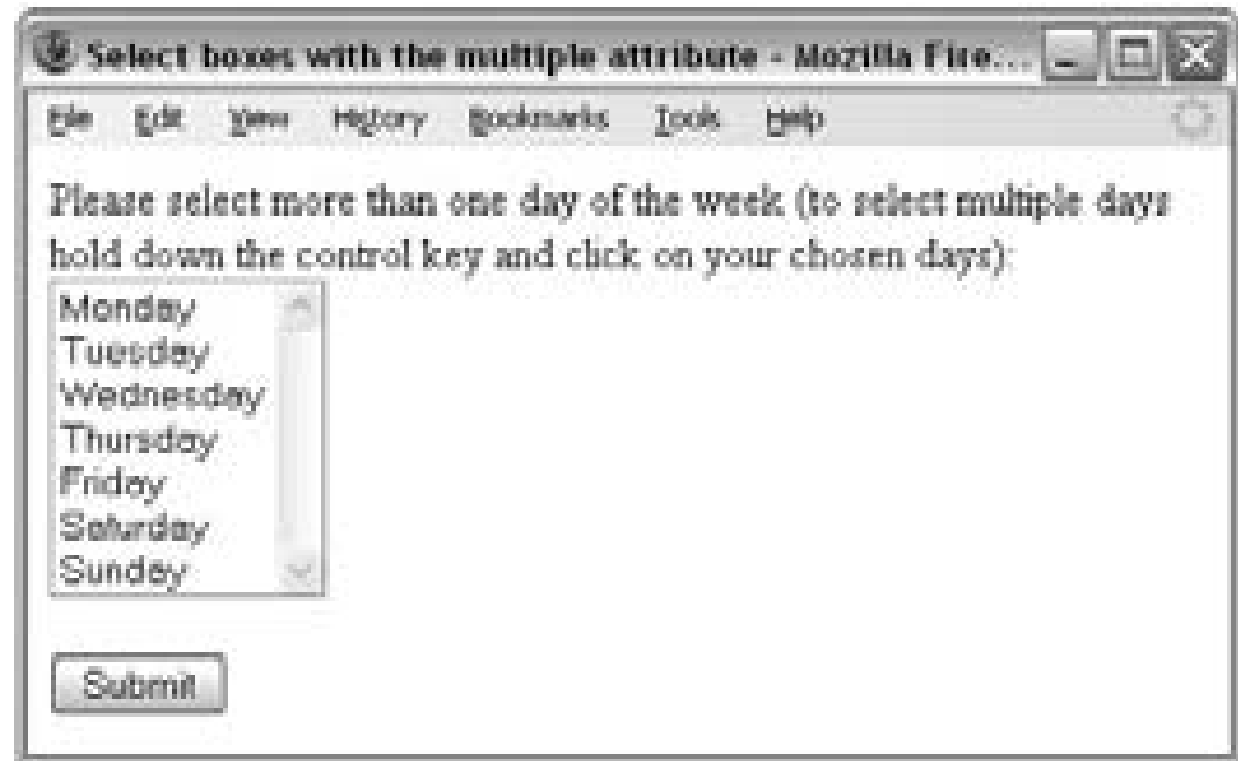 Select boxes with the multiple attribute - Mozilla Fire...
File Edit View History Bookmarks Tools Help
Please select more than one day of the week (to select multiple days
hold down the control key and click on your chosen days):
Monday
Tuesday
Wednesday
Thursday
Friday
Saturday
Sunday
Submit